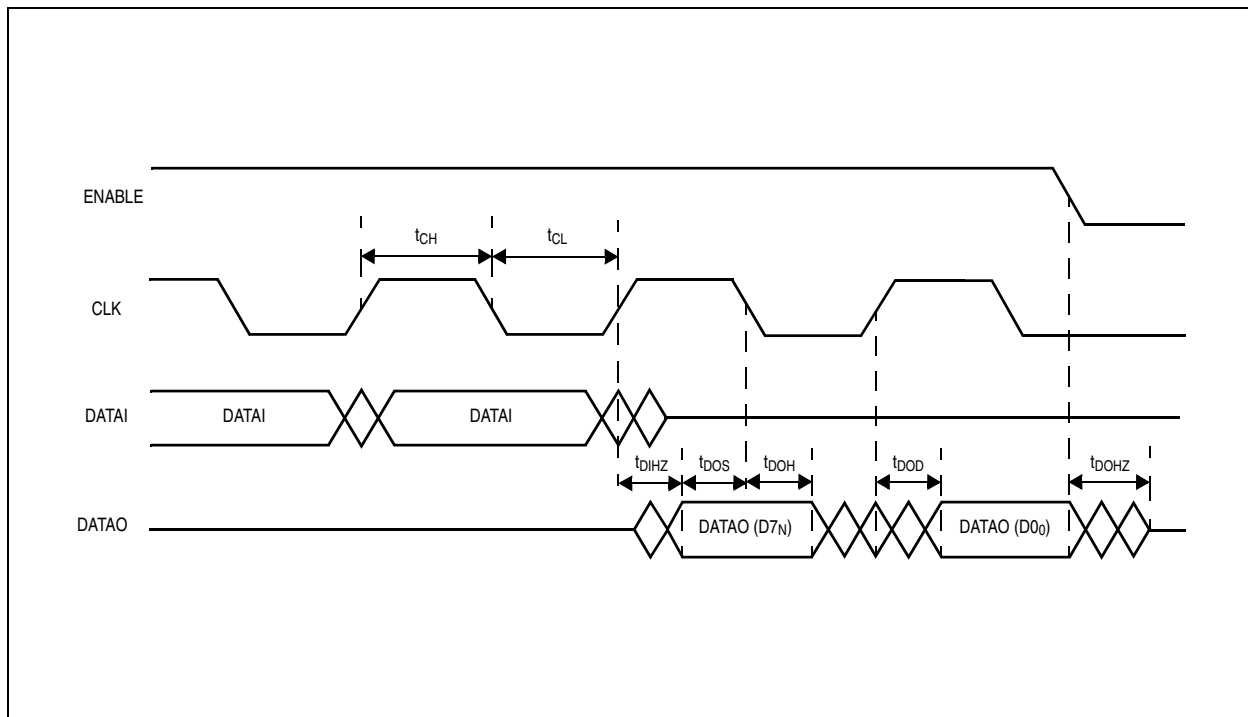 ENABLE
tCH
tCL
CLK
DATAI
DATAI
DATAI
tDIHZ
tDOS
tDOH
tDOD
tDOHZ
DATAO
DATAO (D7N)
DATAO (D00)